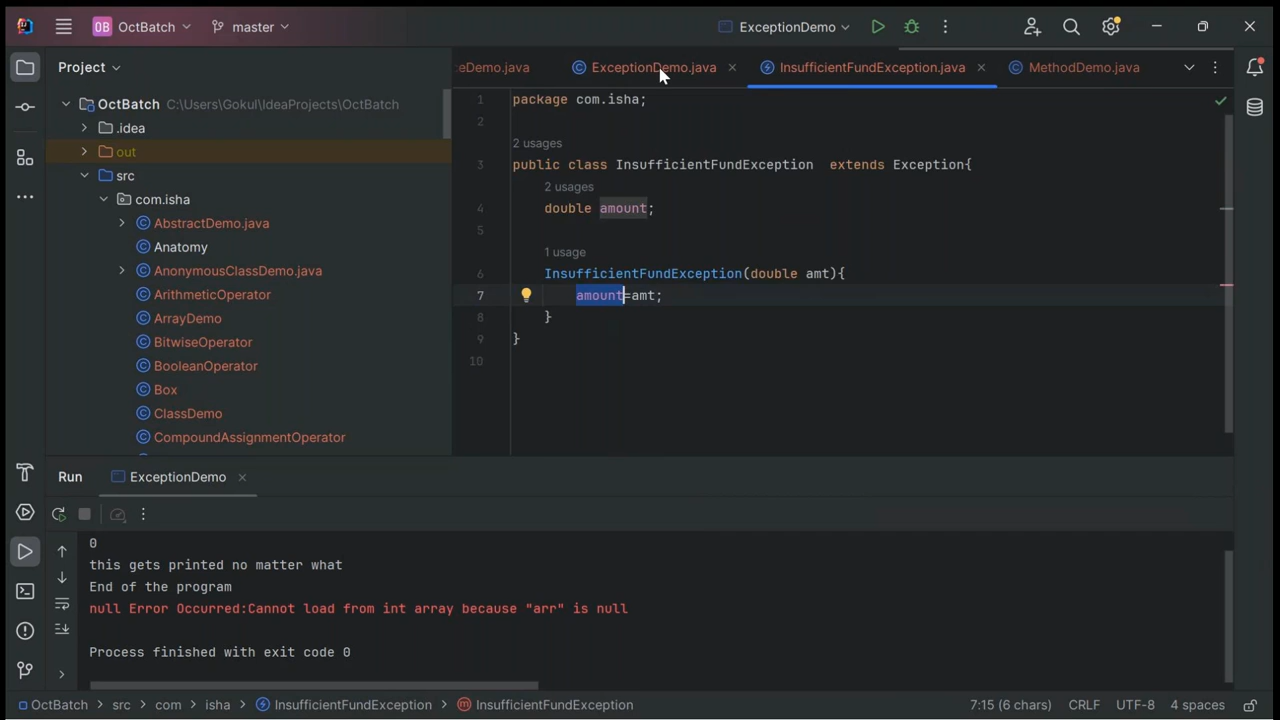 OB OctBatch master ExceptionDemo
Project
eDemo.java ExceptionDemo.java InsufficientFundException.java MethodDemo.java
OctBatch C:\Users\Gokul\IdeaProjects\OctBatch
.idea
out
src
com.isha
AbstractDemo.java
Anatomy
AnonymousClassDemo.java
ArithmeticOperator
ArrayDemo
BitwiseOperator
BooleanOperator
Box
ClassDemo
CompoundAssignmentOperator
1 package com.isha;
2
2 usages
3 public class InsufficientFundException extends Exception{
2 usages
4 double amount;
5
1 usage
6 InsufficientFundException(double amt){
7 amount=amt;
8 }
9 }
10
Run ExceptionDemo
0
this gets printed no matter what
End of the program
null Error Occurred:Cannot load from int array because "arr" is null
Process finished with exit code 0
OctBatch src com isha InsufficientFundException InsufficientFundException 7:15 (6 chars) CRLF UTF-8 4 spaces